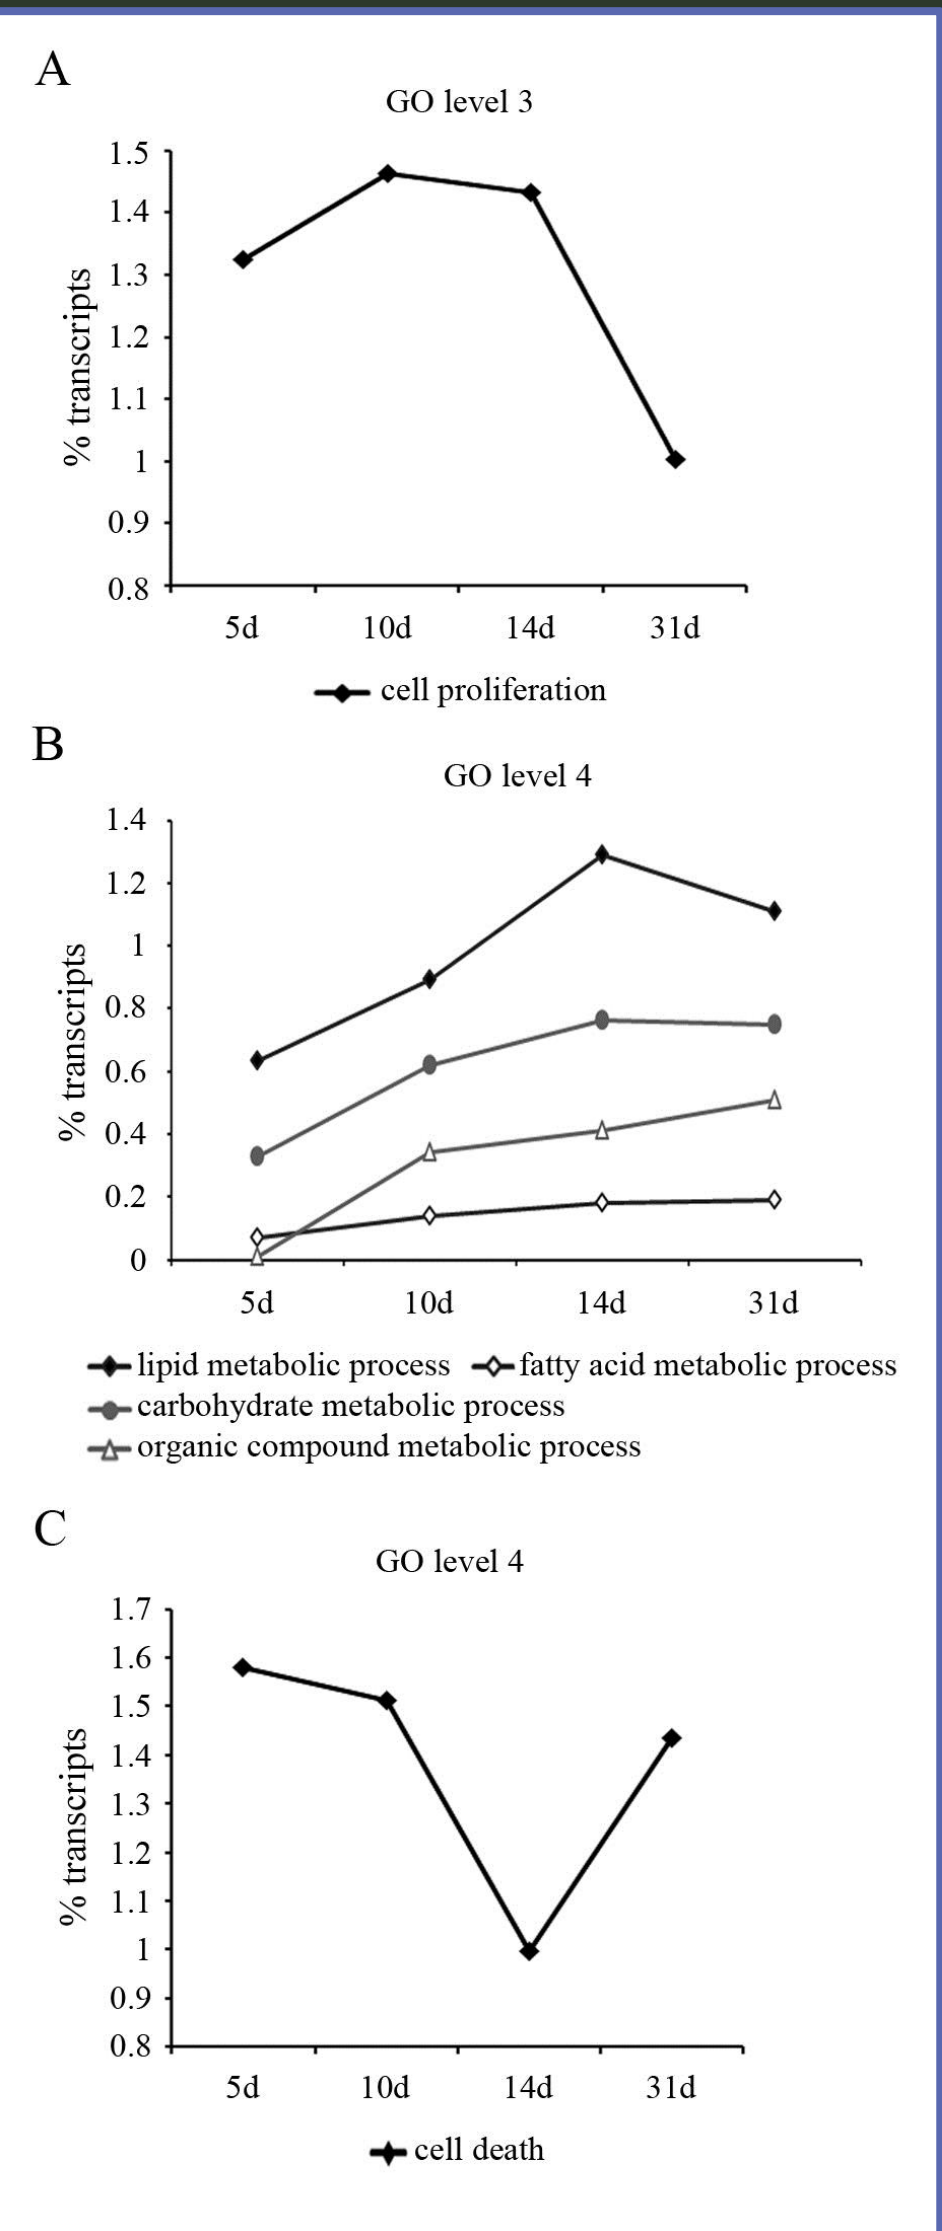 A
GO level 3
1.5
1.4
1.3
1.2
1.1
1
0.9
0.8
% transcripts
5d 10d 14d 31d
cell proliferation
B
GO level 4
1.4
1.2
1
0.8
0.6
0.4
0.2
0
% transcripts
5d 10d 14d 31d
lipid metabolic process fatty acid metabolic process
carbohydrate metabolic process
organic compound metabolic process
C
GO level 4
1.7
1.6
1.5
1.4
1.3
1.2
1.1
1
0.9
0.8
% transcripts
5d 10d 14d 31d
cell death